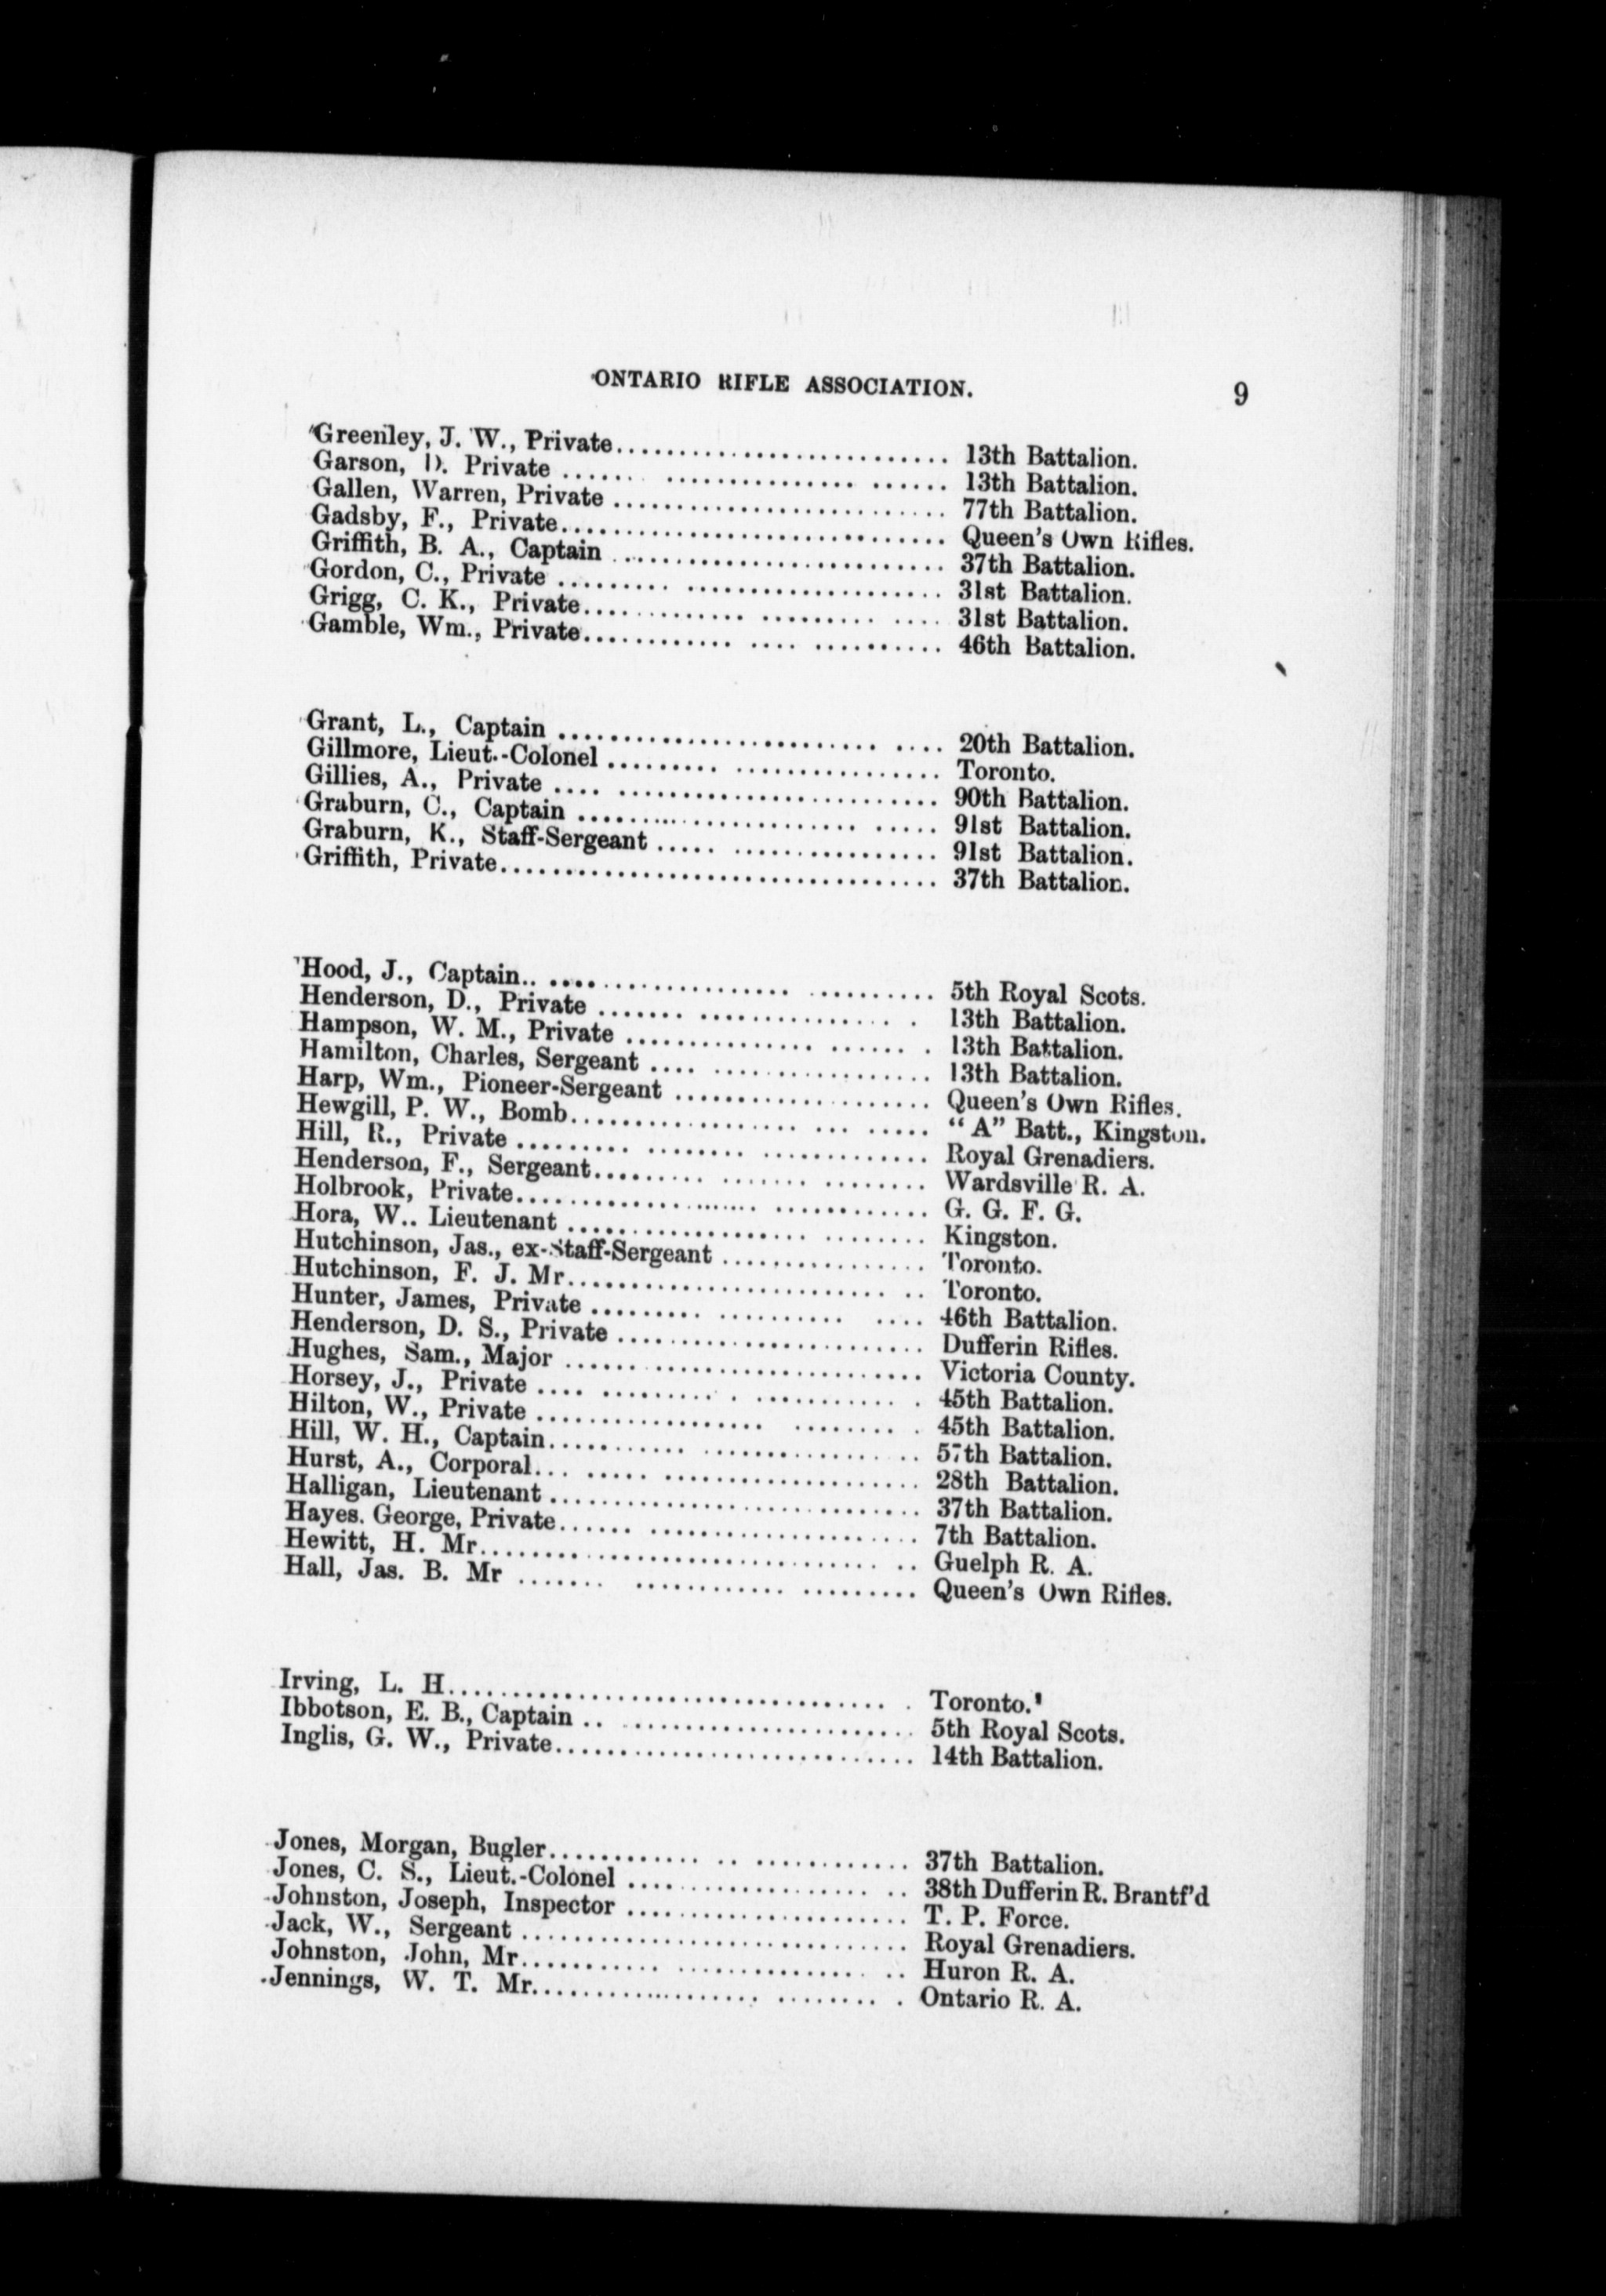 ONTARIO RIFLE ASSOCIATION. 9
Greenley, J. W., Private 13th Battalion.
Garson, D. Private 13th Battalion.
Gallen, Warren, Private 77th Battalion.
Gadsby, F., Private Queen's Own Rifles.
Griffith, B. A., Captain 37th Battalion.
Gordon, C., Private 31st Battalion.
Grigg, C. K., Private 31st Battalion.
Gamble, Wm., Private 46th Battalion.
Grant, L., Captain 20th Battalion.
Gillmore, Lieut.-Colonel Toronto.
Gillies, A., Private 90th Battalion.
Graburn, C., Captain 91st Battalion.
Graburn, K., Staff-Sergeant 91st Battalion.
Griffith, Private 37th Battalion.
Hood, J., Captain 5th Royal Scots.
Henderson, D., Private 13th Battalion.
Hampson, W. M., Private 13th Battalion.
Hamilton, Charles, Sergeant 13th Battalion.
Harp, Wm., Pioneer-Sergeant Queen's Own Rifles.
Hewgill, P. W., Bomb. "A" Batt., Kingston.
Hill, R., Private Royal Grenadiers.
Henderson, F., Sergeant Wardsville R. A.
Holbrook, Private G. G. F. G.
Hora, W.. Lieutenant Kingston.
Hutchinson, Jas., ex-Staff-Sergeant Toronto.
Hutchinson, F. J. Mr. Toronto.
Hunter, James, Private 46th Battalion.
Henderson, D. S., Private Dufferin Rifles.
Hughes, Sam., Major Victoria County.
Horsey, J., Private 45th Battalion.
Hilton, W., Private 45th Battalion.
Hill, W. H., Captain 57th Battalion.
Hurst, A., Corporal 28th Battalion.
Halligan, Lieutenant 37th Battalion.
Hayes. George, Private 7th Battalion.
Hewitt, H. Mr. Guelph R. A.
Hall, Jas. B. Mr Queen's Own Rifles.
Irving, L. H. Toronto.
Ibbotson, E. B., Captain 5th Royal Scots.
Inglis, G. W., Private 14th Battalion.
Jones, Morgan, Bugler 37th Battalion.
Jones, C. S., Lieut.-Colonel 38th Dufferin R. Brantf'd
Johnston, Joseph, Inspector T. P. Force.
Jack, W., Sergeant Royal Grenadiers.
Johnston, John, Mr. Huron R. A.
Jennings, W. T. Mr. Ontario R. A.